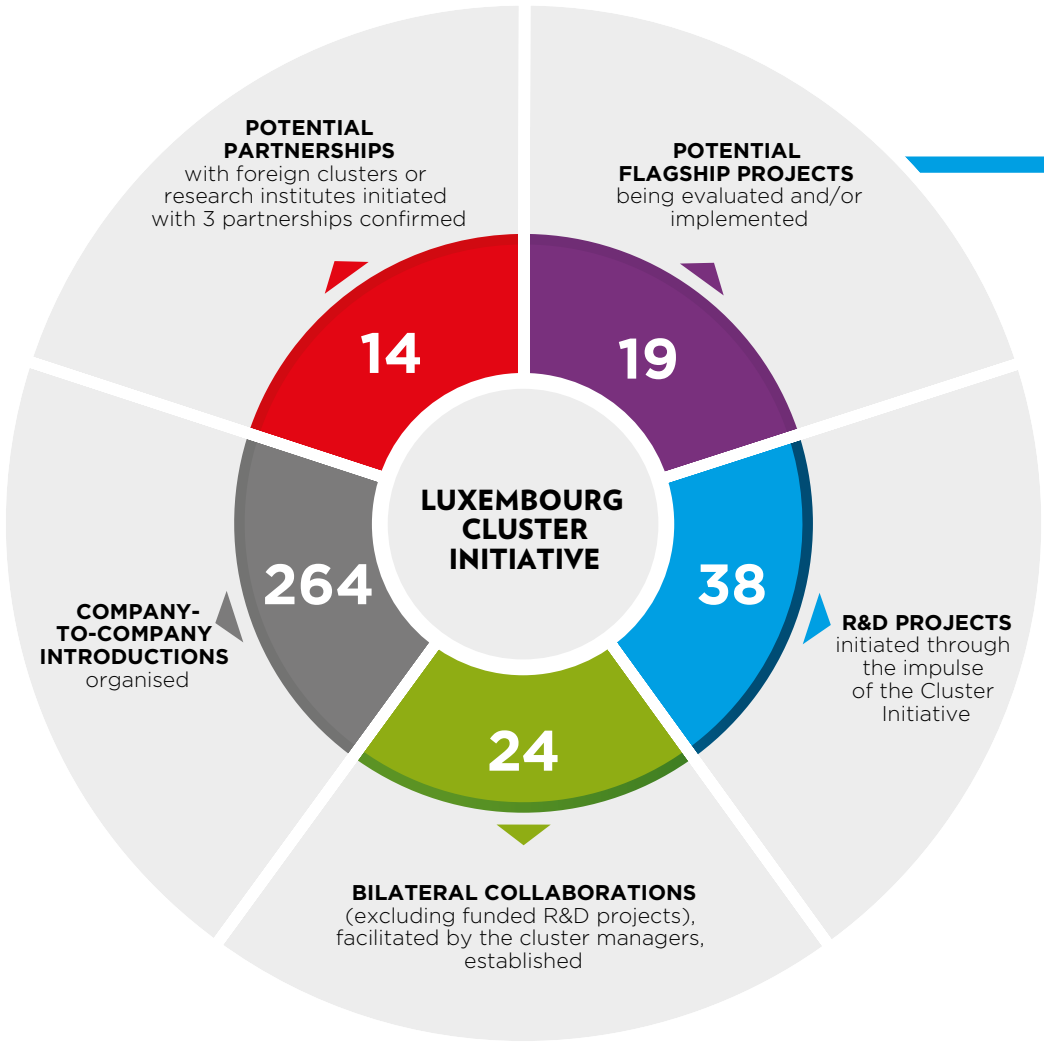 POTENTIAL
PARTNERSHIPS
with foreign clusters or
research institutes initiated
with 3 partnerships confirmed
14
POTENTIAL
FLAGSHIP PROJECTS
being evaluated and/or
implemented
19
LUXEMBOURG
CLUSTER
INITIATIVE
264
COMPANY-
TO-COMPANY
INTRODUCTIONS
organised
38
R&D PROJECTS
initiated through
the impulse
of the Cluster
Initiative
24
BILATERAL COLLABORATIONS
(excluding funded R&D projects),
facilitated by the cluster managers,
established